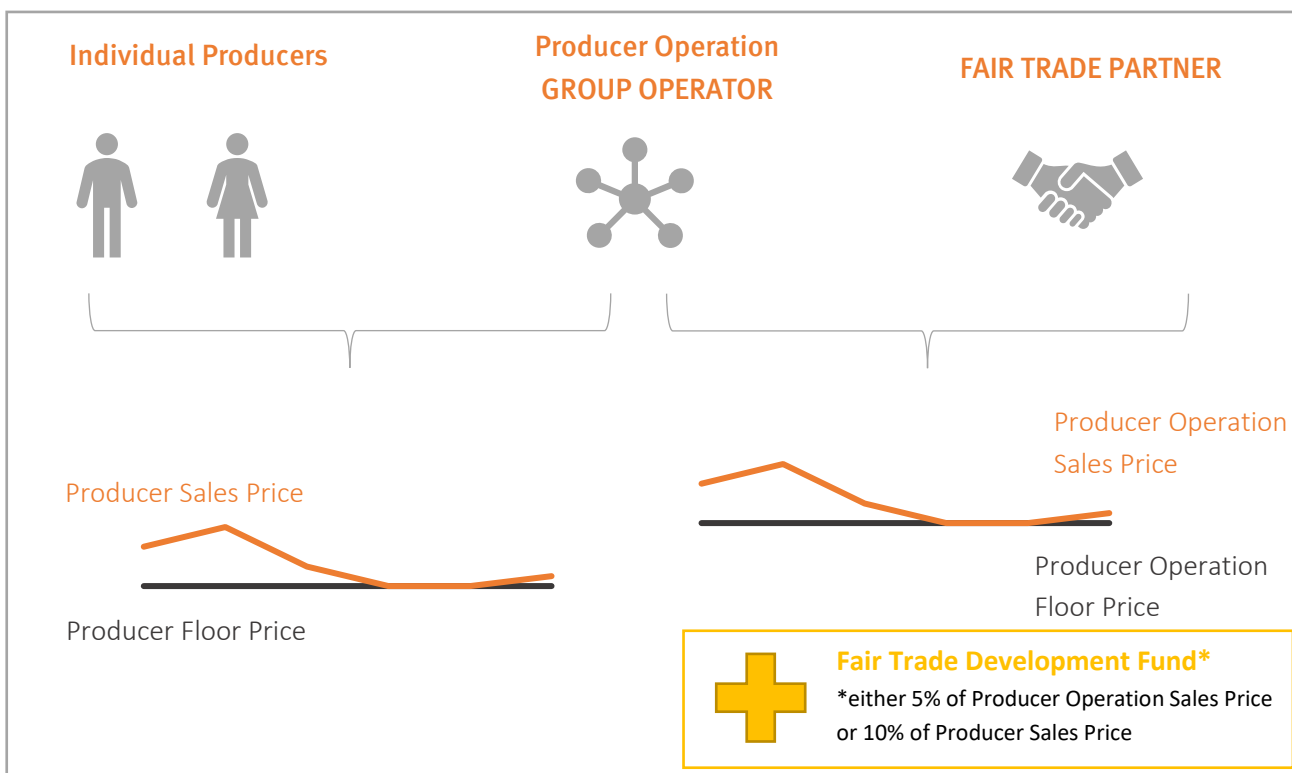 Individual Producers
Producer Operation
GROUP OPERATOR
FAIR TRADE PARTNER
Producer Sales Price
Producer Floor Price
Producer Operation
Sales Price
Producer Operation
Floor Price
Fair Trade Development Fund*
*either 5% of Producer Operation Sales Price
or 10% of Producer Sales Price